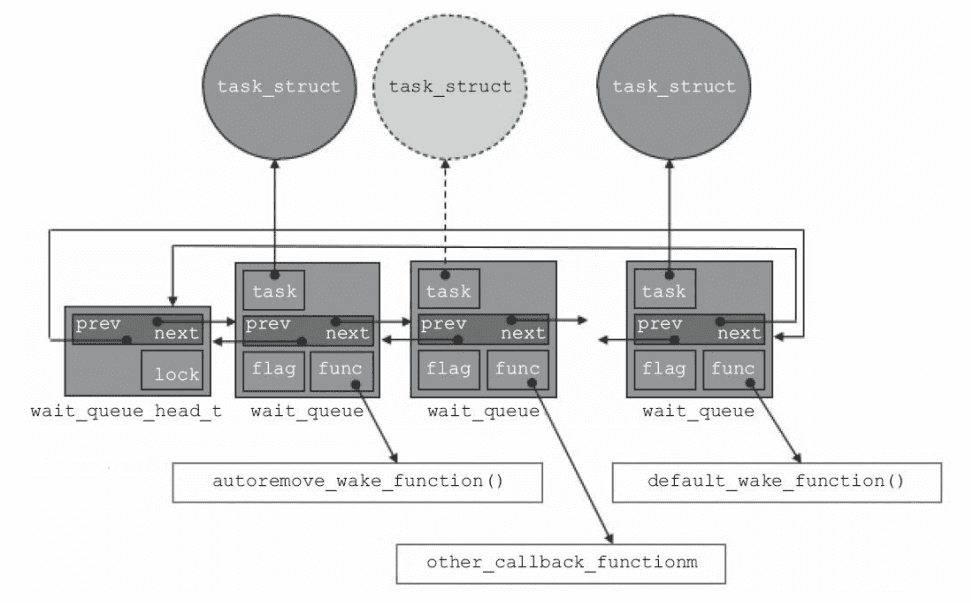 task_struct
task_struct
task_struct
task
task
task
prev next
prev next
prev next
prev next
lock
flag func
flag func
flag func
wait_queue_head_t
wait_queue
wait_queue
wait_queue
autoremove_wake_function()
default_wake_function()
other_callback_functionm